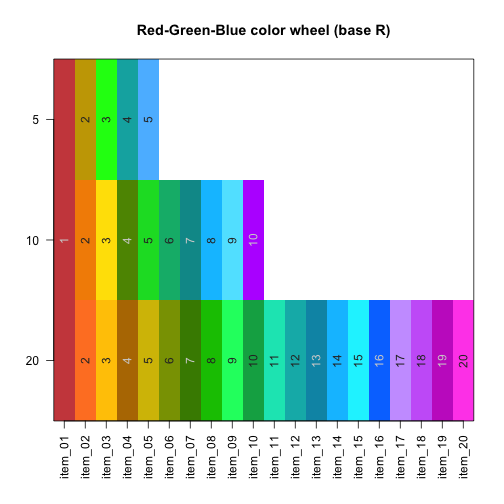 Red-Green-Blue color wheel (base R)
5
2 3 4 5
10
1 2 3 4 5 6 7 8 9 10
20
2 3 4 5 6 7 8 9 10 11 12 13 14 15 16 17 18 19 20
item_01 item_02 item_03 item_04 item_05 item_06 item_07 item_08 item_09 item_10 item_11 item_12 item_13 item_14 item_15 item_16 item_17 item_18 item_19 item_20